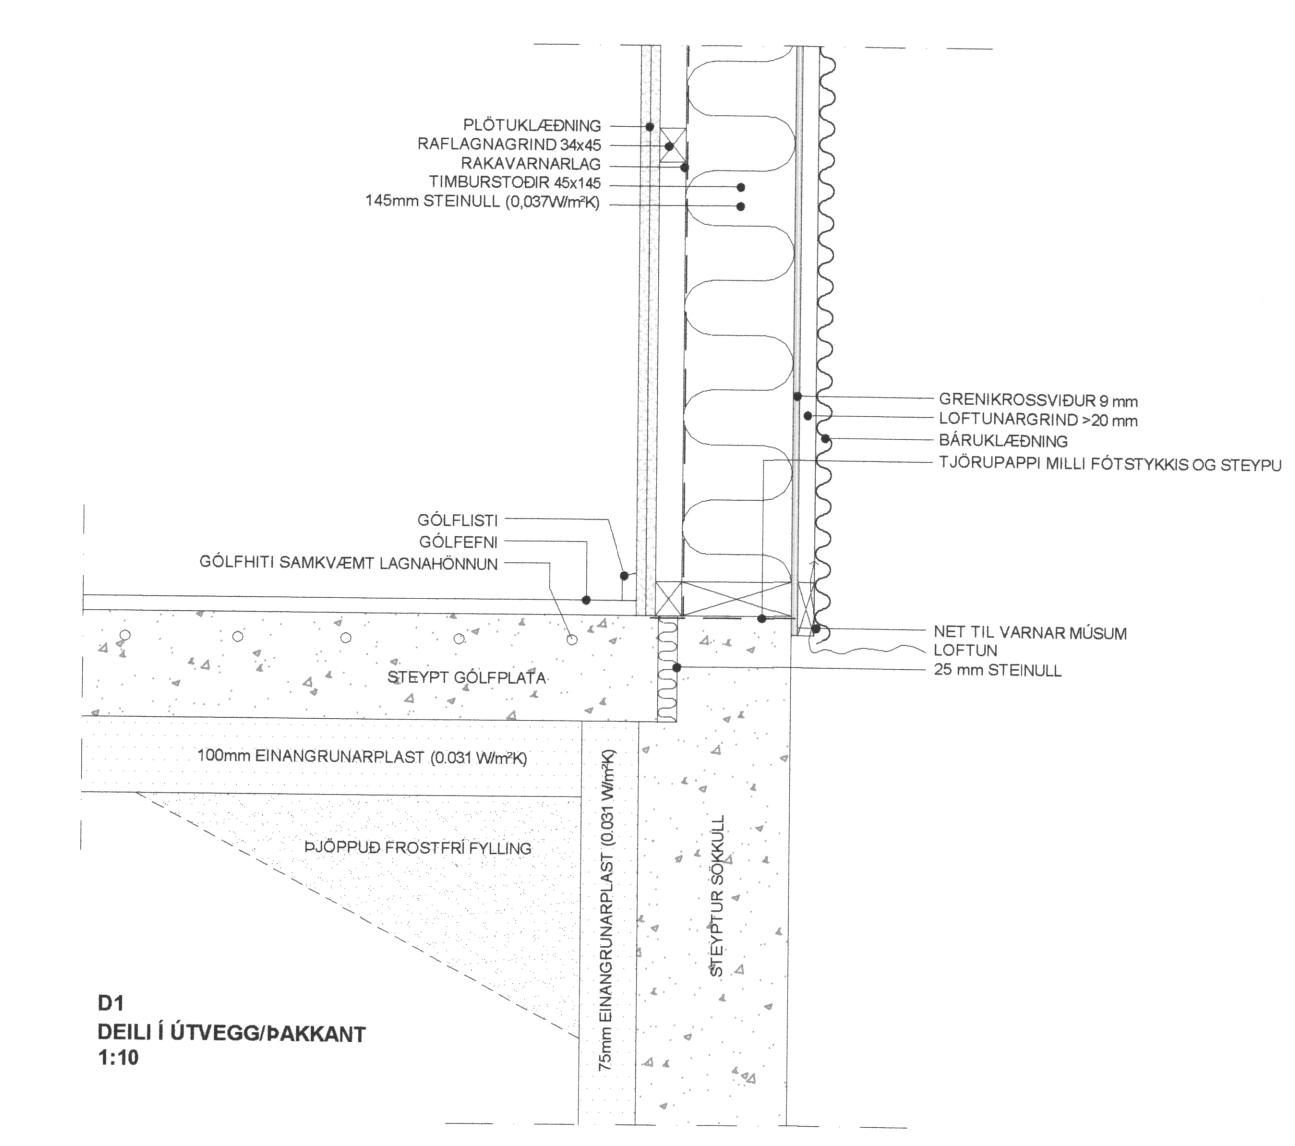 PLÖTUKLÆÐNING
RAFLAGNAGRIND 34x45
RAKAVARNARLAG
TIMBURSTOÐIR 45x145
145mm STEINULL (0,037W/m²K)
GRENIKROSSVIÐUR 9 mm
LOFTUNARGRIND >20 mm
BÁRUKLÆÐNING
TJÖRUPAPPI MILLI FÓTSTYKKIS OG STEYPU
GÓLFLISTI
GÓLFEFNI
GÓLFHITI SAMKVÆMT LAGNAHÖNNUN
NET TIL VARNAR MÚSUM
LOFTUN
25 mm STEINULL
STEYPT GÓLFPLATA
100mm EINANGRUNARPLAST (0.031 W/m²K)
75mm EINANGRUNARPLAST (0.031 W/m²K)
STEYPTUR SÖKKULL
ÞJÖPPUÐ FROSTFRÍ FYLLING
D1
DEILI Í ÚTVEGG/ÞAKKANT
1:10